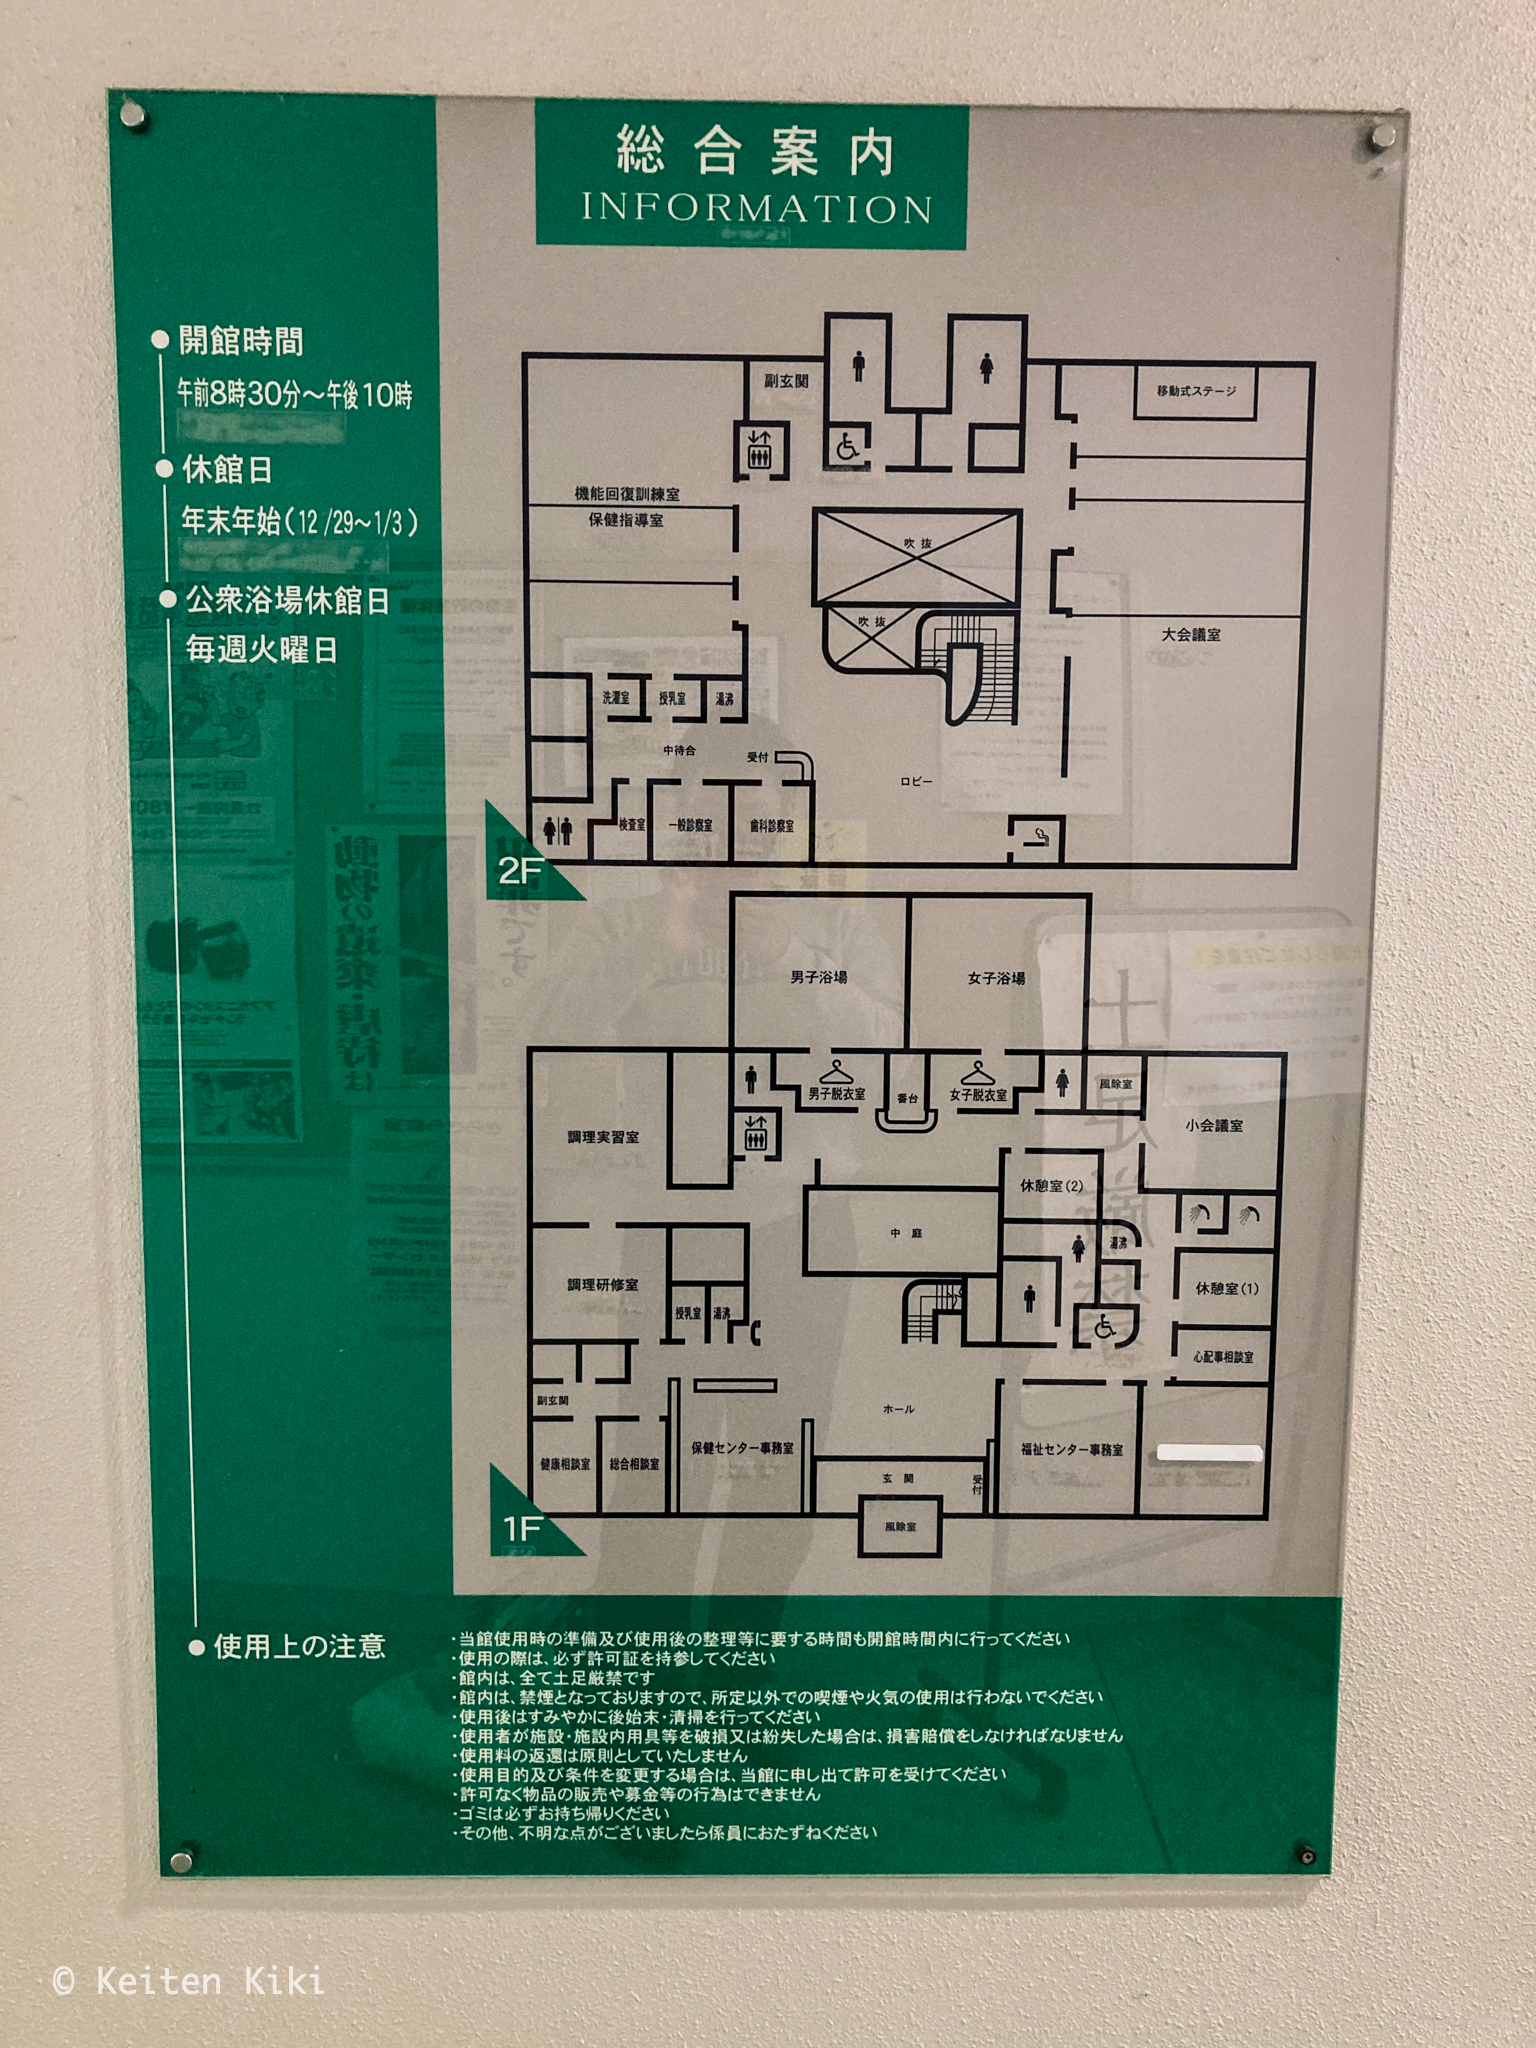 総合案内
INFORMATION
開館時間
午前8時30分～午後10時
休館日
年末年始(12/29～1/3)
公衆浴場休館日
毎週火曜日
副玄関
移動式ステージ
機能回復訓練室
保健指導室
吹抜
吹抜
大会議室
洗濯室
授乳室
湯沸
中待合
受付
ロビー
検査室
一般診察室
歯科診察室
2F
男子浴場
女子浴場
男子脱衣室
番台
女子脱衣室
風除室
調理実習室
小会議室
休憩室(2)
中庭
湯沸
調理研修室
休憩室(1)
授乳室
湯沸
心配事相談室
副玄関
ホール
健康相談室
総合相談室
保健センター事務室
福祉センター事務室
玄関
受付
風除室
1F
使用上の注意
・当館使用時の準備及び使用後の整理等に要する時間も開館時間内に行ってください
・使用の際は、必ず許可証を持参してください
・館内は、全て土足厳禁です
・館内は、禁煙となっておりますので、所定以外での喫煙や火気の使用は行わないでください
・使用後はすみやかに後始末・清掃を行ってください
・使用者が施設・施設内用具等を破損又は紛失した場合は、損害賠償をしなければなりません
・使用料の返還は原則としていたしません
・使用目的及び条件を変更する場合は、当館に申し出て許可を受けてください
・許可なく物品の販売や募金等の行為はできません
・ゴミは必ずお持ち帰りください
・その他、不明な点がございましたら係員におたずねください
© Keiten Kiki